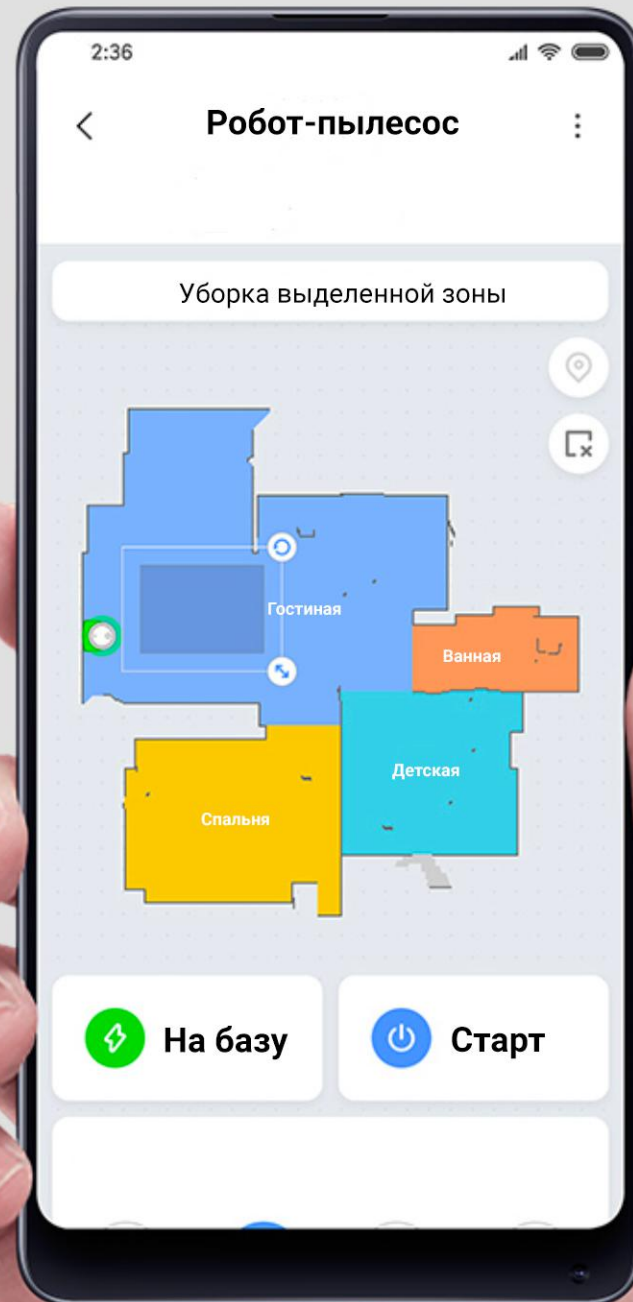 2:36
Робот-пылесос
Уборка выделенной зоны
Гостиная
Ванная
Детская
Спальня
На базу
Старт